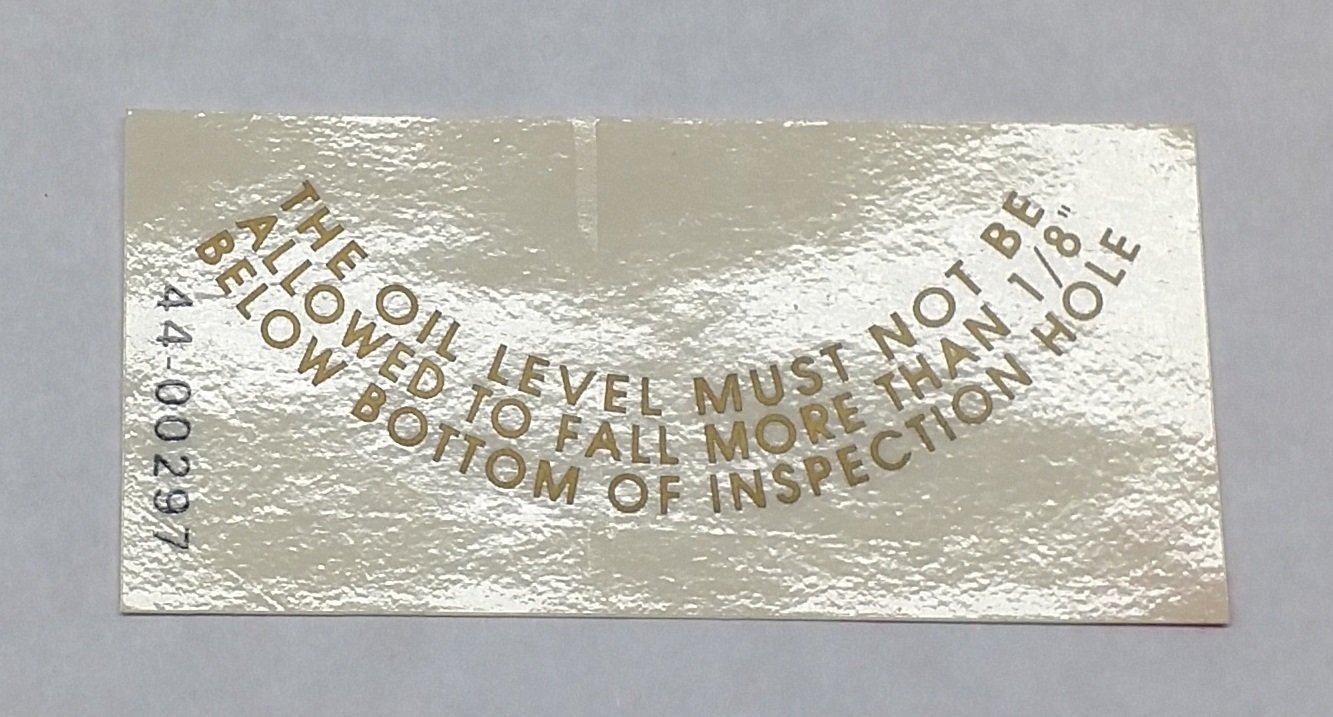 THE OIL LEVEL MUST NOT BE
ALLOWED TO FALL MORE THAN 1/8"
BELOW BOTTOM OF INSPECTION HOLE
44-00297